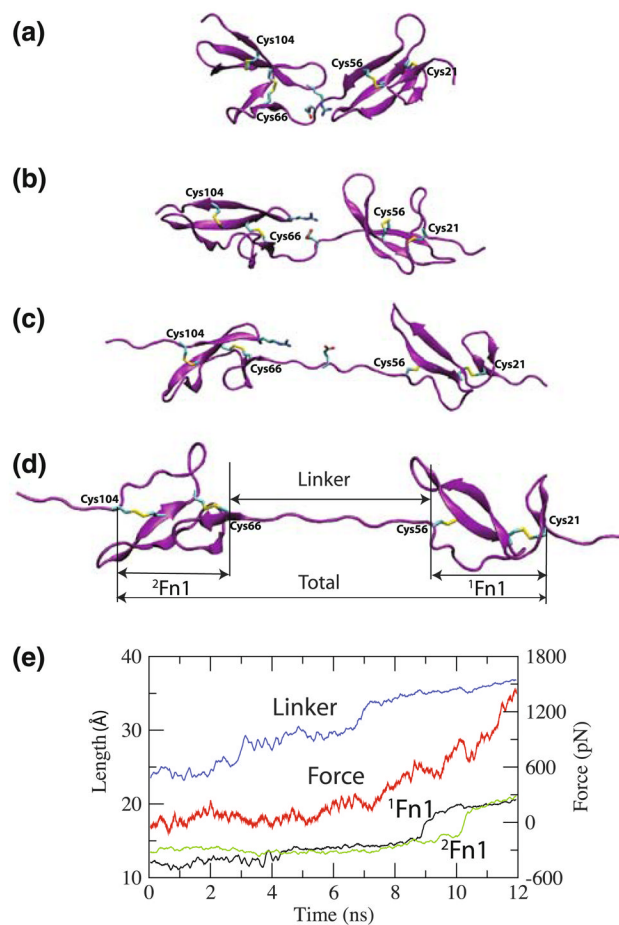 (a)
Cys104
Cys56
Cys21
Cys66
(b)
Cys104
Cys56
Cys66
Cys21
(c)
Cys104
Cys66
Cys56
Cys21
(d)
Linker
Cys104
Cys66
Cys56
Cys21
²Fn1
Total
¹Fn1
(e)
40
30
20
10
Length (Å)
Linker
Force
¹Fn1
²Fn1
1800
1200
600
0
-600
Force (pN)
0
2
4
6
8
10
12
Time (ns)